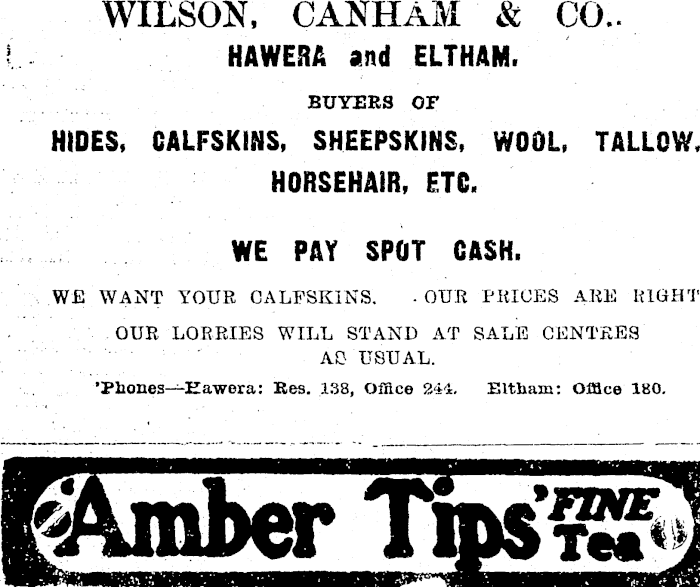 WILSON, CANHAM & CO..
HAWERA and ELTHAM.
BUYERS OF
HIDES, CALFSKINS, SHEEPSKINS, WOOL, TALLOW,
HORSEHAIR, ETC.
WE PAY SPOT CASH.
WE WANT YOUR CALFSKINS. OUR PRICES ARE RIGHT
OUR LORRIES WILL STAND AT SALE CENTRES
AS USUAL.
'Phones—Hawera: Res. 138, Office 244. Eltham: Office 180.
'Amber Tips' FINE
Tea